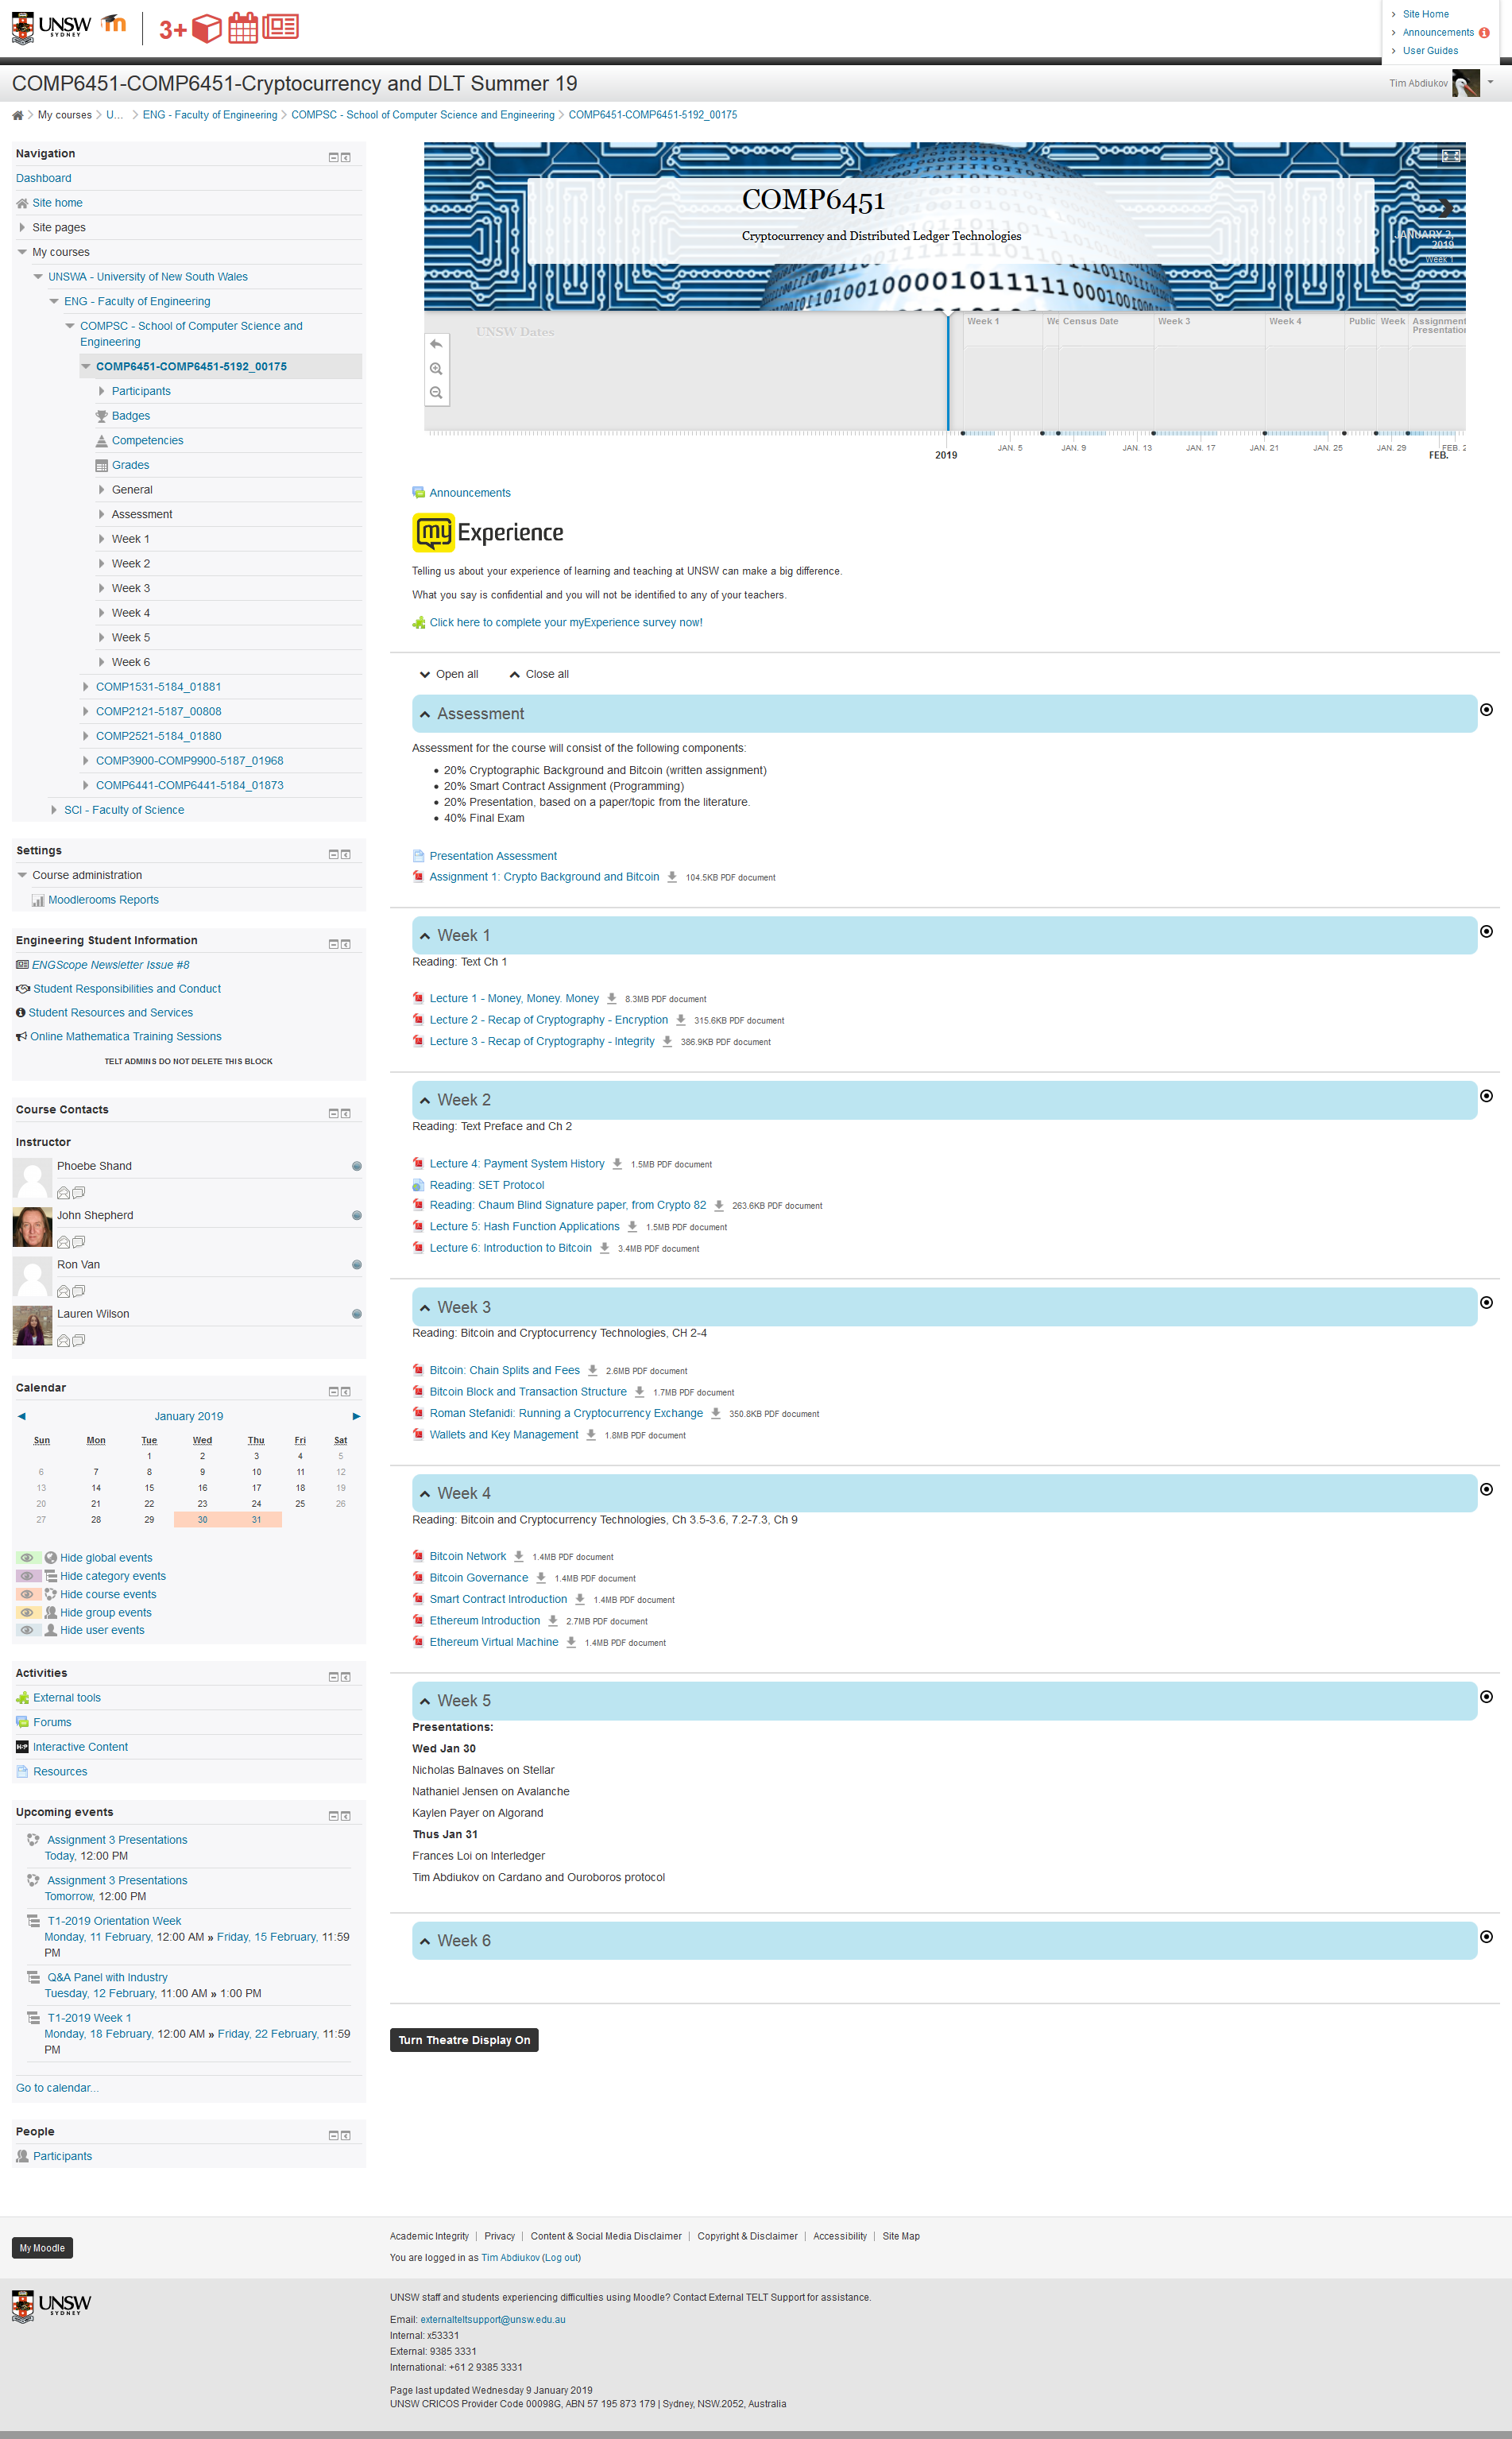 UNSW
SYDNEY
3+
Site Home
Announcements
User Guides
COMP6451-COMP6451-Cryptocurrency and DLT Summer 19
Tim Abdiukov
My courses
U...
ENG - Faculty of Engineering
COMPSC - School of Computer Science and Engineering
COMP6451-COMP6451-5192_00175
Navigation
Dashboard
Site home
Site pages
My courses
UNSWA - University of New South Wales
ENG - Faculty of Engineering
COMPSC - School of Computer Science and
Engineering
COMP6451-COMP6451-5192_00175
Participants
Badges
Competencies
Grades
General
Assessment
Week 1
Week 2
Week 3
Week 4
Week 5
Week 6
COMP1531-5184_01881
COMP2121-5187_00808
COMP2521-5184_01880
COMP3900-COMP9900-5187_01968
COMP6441-COMP6441-5184_01873
SCI - Faculty of Science
Settings
Course administration
Moodlerooms Reports
Engineering Student Information
ENGScope Newsletter Issue #8
Student Responsibilities and Conduct
Student Resources and Services
Online Mathematica Training Sessions
TELT ADMINS DO NOT DELETE THIS BLOCK
Course Contacts
Instructor
Phoebe Shand
John Shepherd
Ron Van
Lauren Wilson
Calendar
January 2019
Sun Mon Tue Wed Thu Fri Sat
1 2 3 4 5
6 7 8 9 10 11 12
13 14 15 16 17 18 19
20 21 22 23 24 25 26
27 28 29 30 31
Hide global events
Hide category events
Hide course events
Hide group events
Hide user events
Activities
External tools
Forums
Interactive Content
Resources
Upcoming events
Assignment 3 Presentations
Today, 12:00 PM
Assignment 3 Presentations
Tomorrow, 12:00 PM
T1-2019 Orientation Week
Monday, 11 February, 12:00 AM » Friday, 15 February, 11:59
PM
Q&A Panel with Industry
Tuesday, 12 February, 11:00 AM » 1:00 PM
T1-2019 Week 1
Monday, 18 February, 12:00 AM » Friday, 22 February, 11:59
PM
Go to calendar...
People
Participants
COMP6451
Cryptocurrency and Distributed Ledger Technologies
JANUARY 2,
2019
Week 1
UNSW Dates
Week 1
We
Census Date
Week 3
Week 4
Public
Week
Assignment
Presentation
2019
JAN. 5
JAN. 9
JAN. 13
JAN. 17
JAN. 21
JAN. 25
JAN. 29
FEB.
FEB. 2
Announcements
my Experience
Telling us about your experience of learning and teaching at UNSW can make a big difference.
What you say is confidential and you will not be identified to any of your teachers.
Click here to complete your myExperience survey now!
Open all
Close all
Assessment
Assessment for the course will consist of the following components:
20% Cryptographic Background and Bitcoin (written assignment)
20% Smart Contract Assignment (Programming)
20% Presentation, based on a paper/topic from the literature.
40% Final Exam
Presentation Assessment
Assignment 1: Crypto Background and Bitcoin 104.5KB PDF document
Week 1
Reading: Text Ch 1
Lecture 1 - Money, Money. Money 8.3MB PDF document
Lecture 2 - Recap of Cryptography - Encryption 315.6KB PDF document
Lecture 3 - Recap of Cryptography - Integrity 386.9KB PDF document
Week 2
Reading: Text Preface and Ch 2
Lecture 4: Payment System History 1.5MB PDF document
Reading: SET Protocol
Reading: Chaum Blind Signature paper, from Crypto 82 263.6KB PDF document
Lecture 5: Hash Function Applications 1.5MB PDF document
Lecture 6: Introduction to Bitcoin 3.4MB PDF document
Week 3
Reading: Bitcoin and Cryptocurrency Technologies, CH 2-4
Bitcoin: Chain Splits and Fees 2.6MB PDF document
Bitcoin Block and Transaction Structure 1.7MB PDF document
Roman Stefanidi: Running a Cryptocurrency Exchange 350.8KB PDF document
Wallets and Key Management 1.8MB PDF document
Week 4
Reading: Bitcoin and Cryptocurrency Technologies, Ch 3.5-3.6, 7.2-7.3, Ch 9
Bitcoin Network 1.4MB PDF document
Bitcoin Governance 1.4MB PDF document
Smart Contract Introduction 1.4MB PDF document
Ethereum Introduction 2.7MB PDF document
Ethereum Virtual Machine 1.4MB PDF document
Week 5
Presentations:
Wed Jan 30
Nicholas Balnaves on Stellar
Nathaniel Jensen on Avalanche
Kaylen Payer on Algorand
Thus Jan 31
Frances Loi on Interledger
Tim Abdiukov on Cardano and Ouroboros protocol
Week 6
Turn Theatre Display On
My Moodle
Academic Integrity | Privacy | Content & Social Media Disclaimer | Copyright & Disclaimer | Accessibility | Site Map
You are logged in as Tim Abdiukov (Log out)
UNSW
SYDNEY
UNSW staff and students experiencing difficulties using Moodle? Contact External TELT Support for assistance.
Email: externalteltsupport@unsw.edu.au
Internal: x53331
External: 9385 3331
International: +61 2 9385 3331
Page last updated Wednesday 9 January 2019
UNSW CRICOS Provider Code 00098G, ABN 57 195 873 179 | Sydney, NSW.2052, Australia